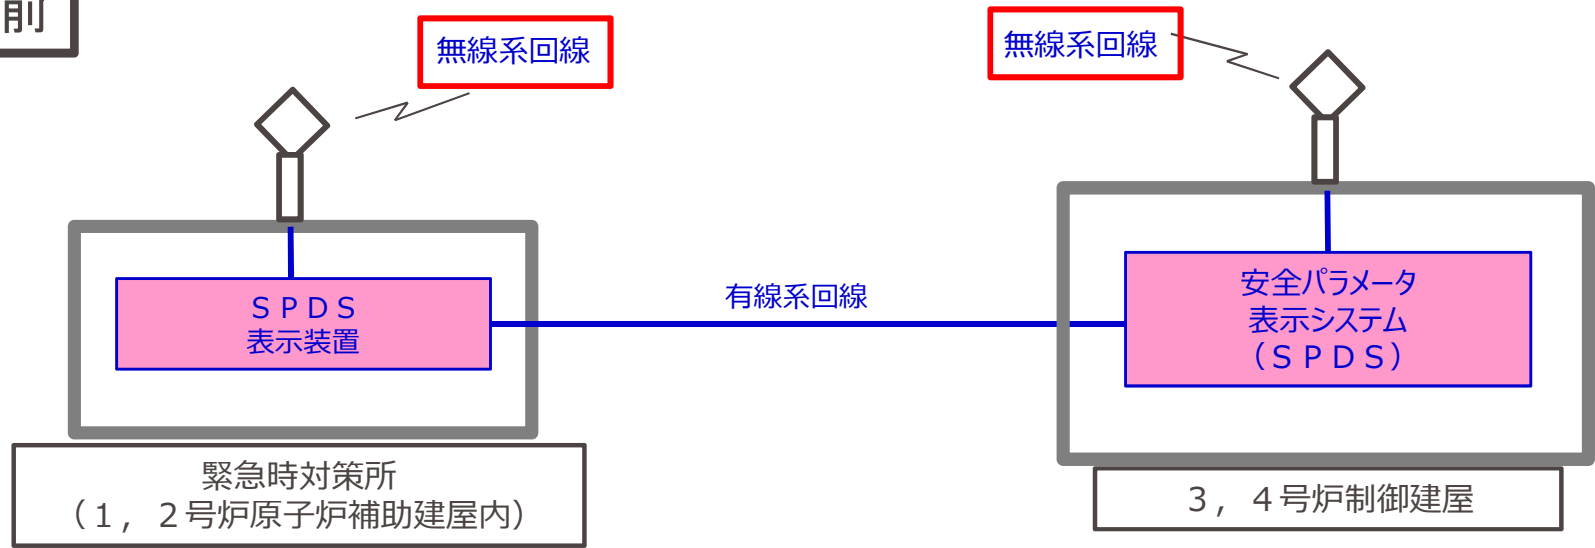 前
無線系回線
無線系回線
ＳＰＤＳ
表示装置
有線系回線
安全パラメータ
表示システム
（ＳＰＤＳ）
緊急時対策所
（１，２号炉原子炉補助建屋内）
３，４号炉制御建屋